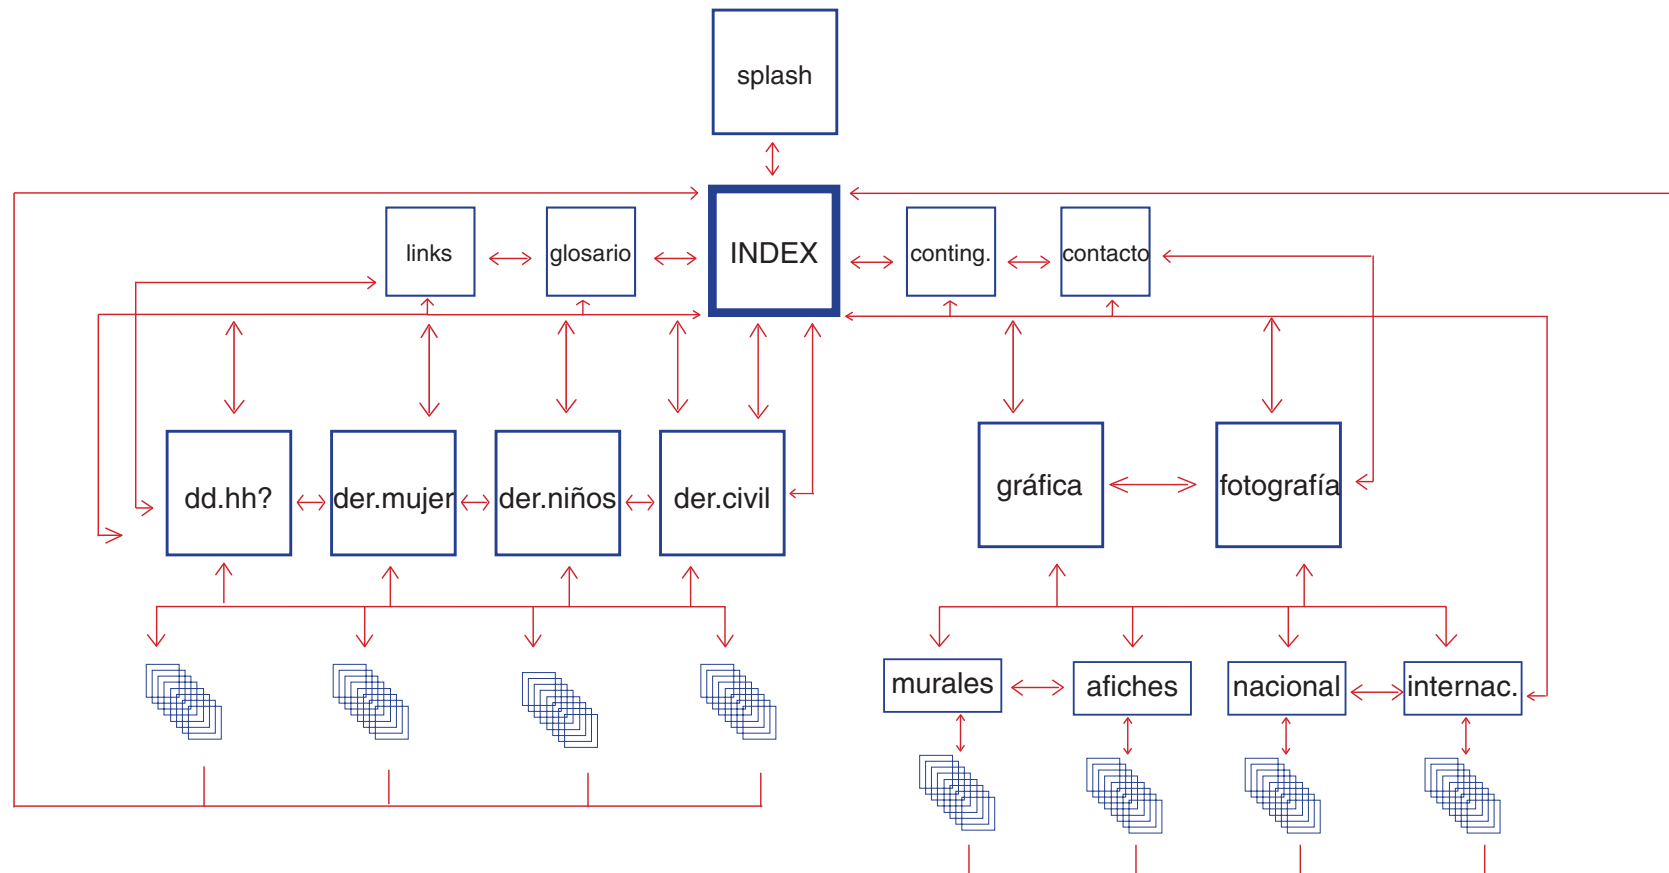 splash
links
glosario
INDEX
conting.
contacto
dd.hh?
der.mujer
der.niños
der.civil
gráfica
fotografía
murales
afiches
nacional
internac.